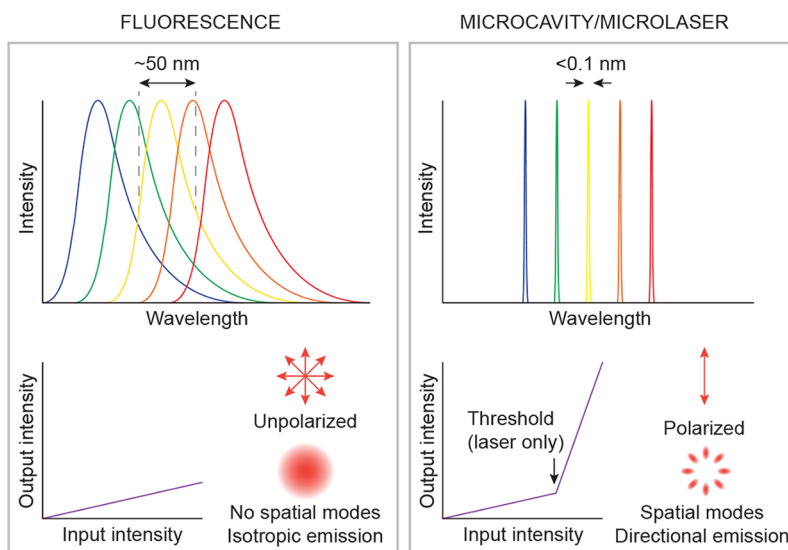 FLUORESCENCE
~50 nm
Intensity
Wavelength
Output intensity
Input intensity
Unpolarized
No spatial modes
Isotropic emission
MICROCAVITY/MICROLASER
<0.1 nm
Intensity
Wavelength
Output intensity
Threshold
(laser only)
Input intensity
Polarized
Spatial modes
Directional emission